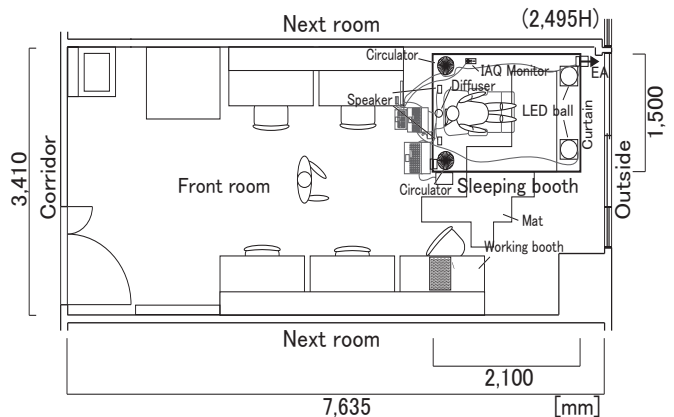 Next room
(2,495H)
Circulator
IAQ Monitor
EA
Diffuser
Speaker
LED ball
Curtain
1,500
3,410
Corridor
Front room
Circulator
Sleeping booth
Outside
Mat
Working booth
Next room
2,100
7,635
[mm]